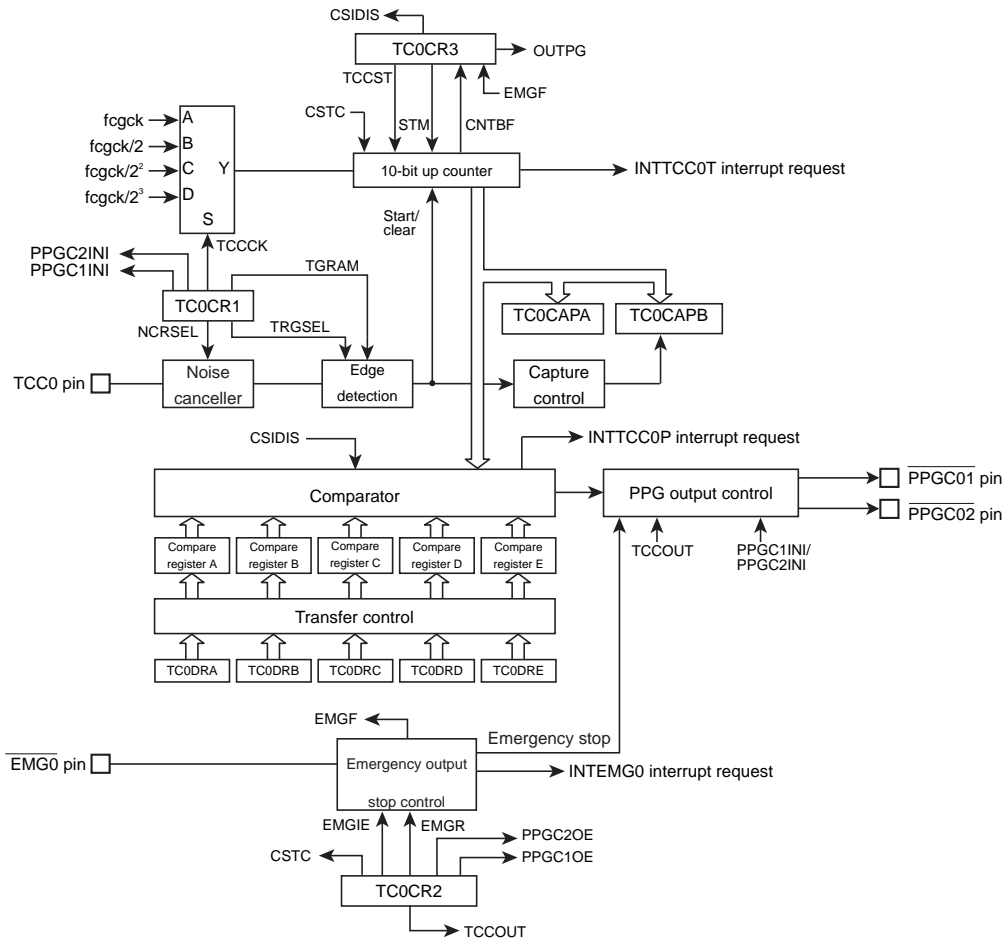 CSIDIS
TC0CR3
OUTPG
TCCST
EMGF
CSTC
STM
CNTBF
fcgck
A
fcgck/2
B
fcgck/2²
C
Y
fcgck/2³
D
S
10-bit up counter
INTTCC0T interrupt request
Start/
clear
TCCCK
PPGC2INI
PPGC1INI
TGRAM
TC0CR1
TC0CAPA
TC0CAPB
NCRSEL
TRGSEL
TCC0 pin
Noise
canceller
Edge
detection
Capture
control
CSIDIS
INTTCC0P interrupt request
Comparator
PPG output control
PPGC01 pin
PPGC02 pin
TCCOUT
PPGC1INI/
PPGC2INI
Compare
register A
Compare
register B
Compare
register C
Compare
register D
Compare
register E
Transfer control
TC0DRA
TC0DRB
TC0DRC
TC0DRD
TC0DRE
EMGF
Emergency stop
EMG0 pin
Emergency output
stop control
INTEMG0 interrupt request
EMGIE
EMGR
PPGC2OE
CSTC
PPGC1OE
TC0CR2
TCCOUT